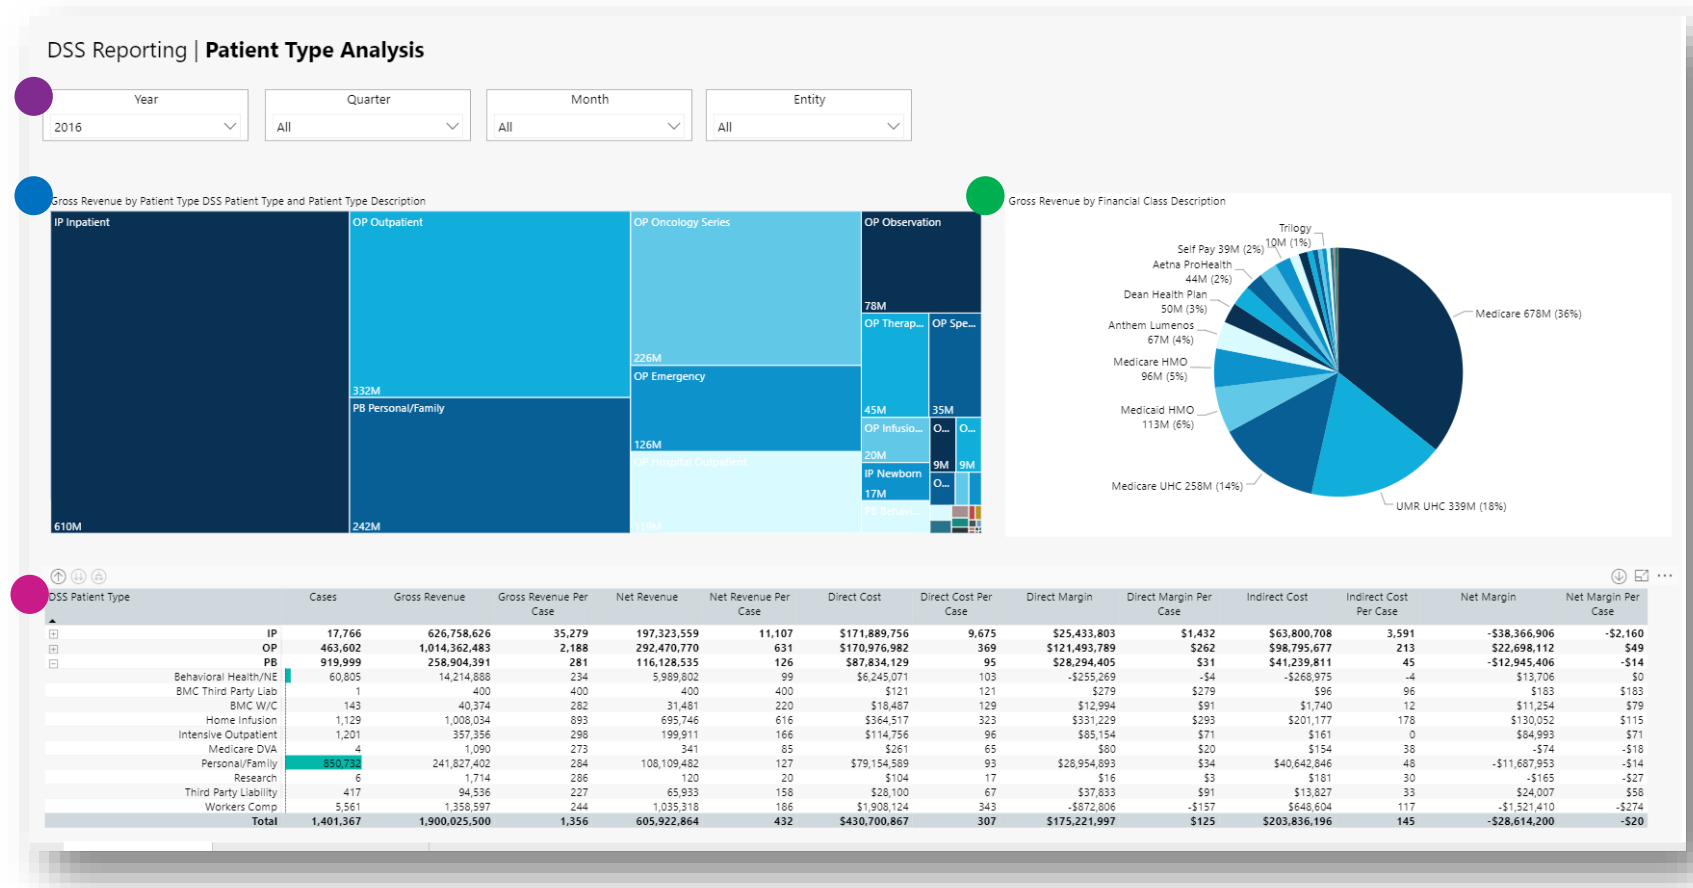 DSS Reporting | Patient Type Analysis
Year Quarter Month Entity
2016 All All All
Gross Revenue by Patient Type DSS Patient Type and Patient Type Description
IP Inpatient
610M
OP Outpatient
332M
PB Personal/Family
242M
OP Oncology Series
226M
OP Emergency
126M
OP Hospital Outpatient
119M
OP Observation
78M
OP Therap...
45M
OP Spe...
35M
OP Infusio...
20M
O...
9M
O...
9M
IP Newborn
17M
O...
PB Behavi...
Gross Revenue by Financial Class Description
Trilogy
10M (1%)
Self Pay 39M (2%)
Aetna ProHealth
44M (2%)
Dean Health Plan
50M (3%)
Anthem Lumenos
67M (4%)
Medicare HMO
96M (5%)
Medicaid HMO
113M (6%)
Medicare UHC 258M (14%)
UMR UHC 339M (18%)
Medicare 678M (36%)
DSS Patient Type Cases Gross Revenue Gross Revenue Per Case Net Revenue Net Revenue Per Case Direct Cost Direct Cost Per Case Direct Margin Direct Margin Per Case Indirect Cost Indirect Cost Per Case Net Margin Net Margin Per Case
IP 17,766 626,758,626 35,279 197,323,559 11,107 $171,889,756 9,675 $25,433,803 $1,432 $63,800,708 3,591 -$38,366,906 -$2,160
OP 463,602 1,014,362,483 2,188 292,470,770 631 $170,976,982 369 $121,493,789 $262 $98,795,677 213 $22,698,112 $49
PB 919,999 258,904,391 281 116,128,535 126 $87,834,129 95 $28,294,405 $31 $41,239,811 45 -$12,945,406 -$14
Behavioral Health/NE 60,805 14,214,888 234 5,989,802 99 $6,245,071 103 -$255,269 -$4 -$268,975 -4 $13,706 $0
BMC Third Party Liab 1 400 400 400 400 $121 121 $279 $279 $96 96 $183 $183
BMC W/C 143 40,374 282 31,481 220 $18,487 129 $12,994 $91 $1,740 12 $11,254 $79
Home Infusion 1,129 1,008,034 893 695,746 616 $364,517 323 $331,229 $293 $201,177 178 $130,052 $115
Intensive Outpatient 1,201 357,356 298 199,911 166 $114,756 96 $85,154 $71 $161 0 $84,993 $71
Medicare DVA 4 1,090 273 341 85 $261 65 $80 $20 $154 38 -$74 -$18
Personal/Family 850,732 241,827,402 284 108,109,482 127 $79,154,589 93 $28,954,893 $34 $40,642,846 48 -$11,687,953 -$14
Research 6 1,714 286 120 20 $104 17 $16 $3 $181 30 -$165 -$27
Third Party Liability 417 94,536 227 65,933 158 $28,100 67 $37,833 $91 $13,827 33 $24,007 $58
Workers Comp 5,561 1,358,597 244 1,035,318 186 $1,908,124 343 -$872,806 -$157 $648,604 117 -$1,521,410 -$274
Total 1,401,367 1,900,025,500 1,356 605,922,864 432 $430,700,867 307 $175,221,997 $125 $203,836,196 145 -$28,614,200 -$20